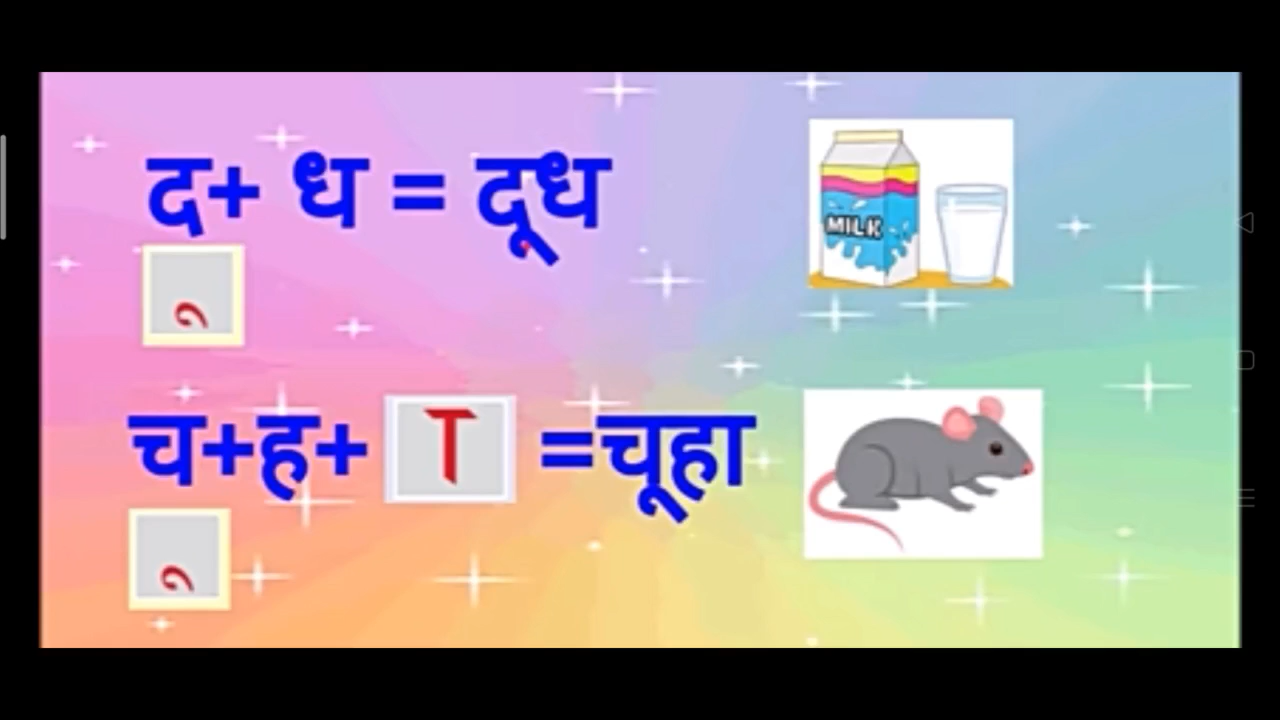 द+ ध = दूध
MILK
ू
च+ह+ ा =चूहा
ू